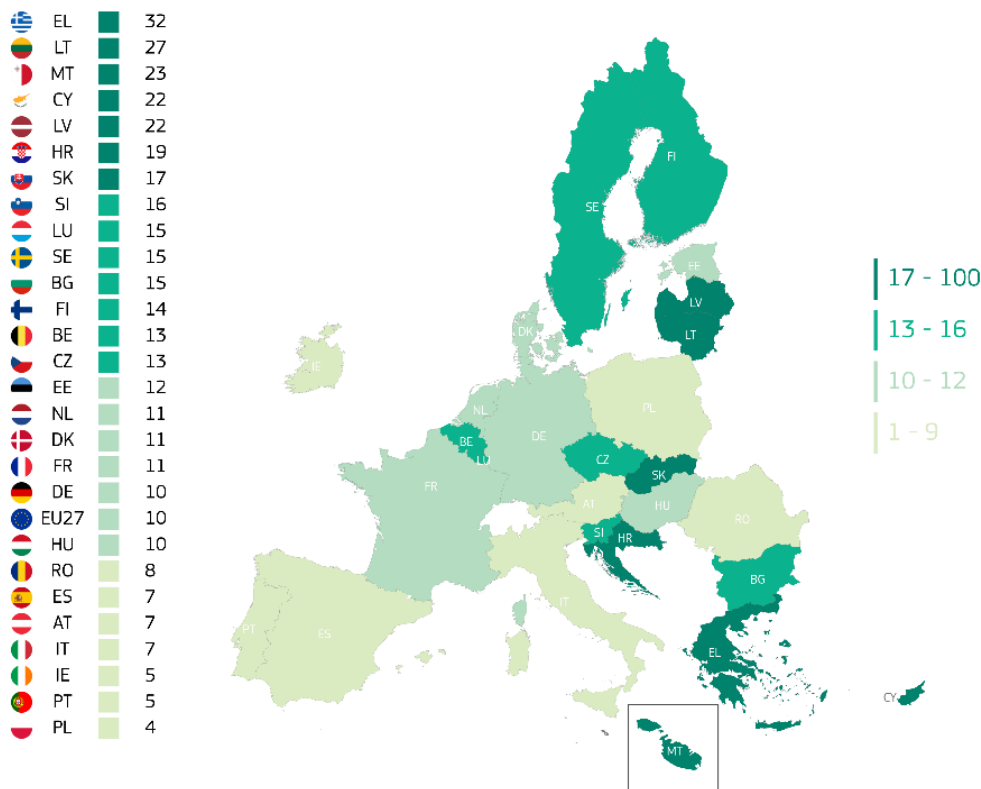 EL 32
LT 27
MT 23
CY 22
LV 22
HR 19
SK 17
SI 16
LU 15
SE 15
BG 15
FI 14
BE 13
CZ 13
EE 12
NL 11
DK 11
FR 11
DE 10
EU27 10
HU 10
RO 8
ES 7
AT 7
IT 7
IE 5
PT 5
PL 4
FI
SE
EE
LV
LT
DK
IE
NL
PL
DE
BE
LU
CZ
SK
FR
AT
HU
RO
SI
HR
BG
IT
PT
ES
EL
CY
MT
17 - 100
13 - 16
10 - 12
1 - 9